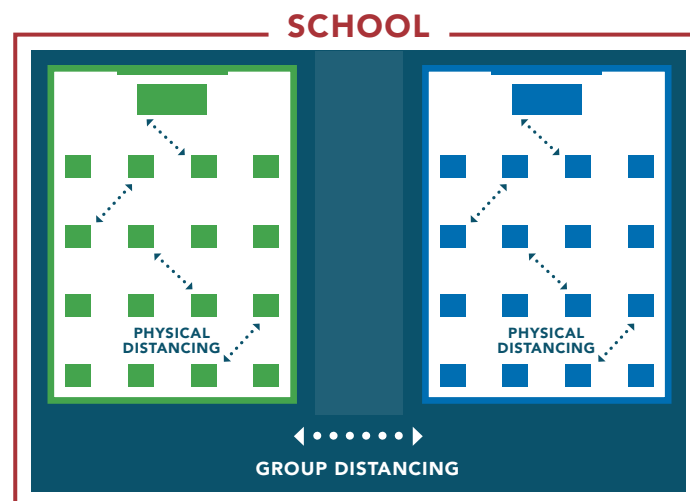 SCHOOL
PHYSICAL
DISTANCING
PHYSICAL
DISTANCING
GROUP DISTANCING